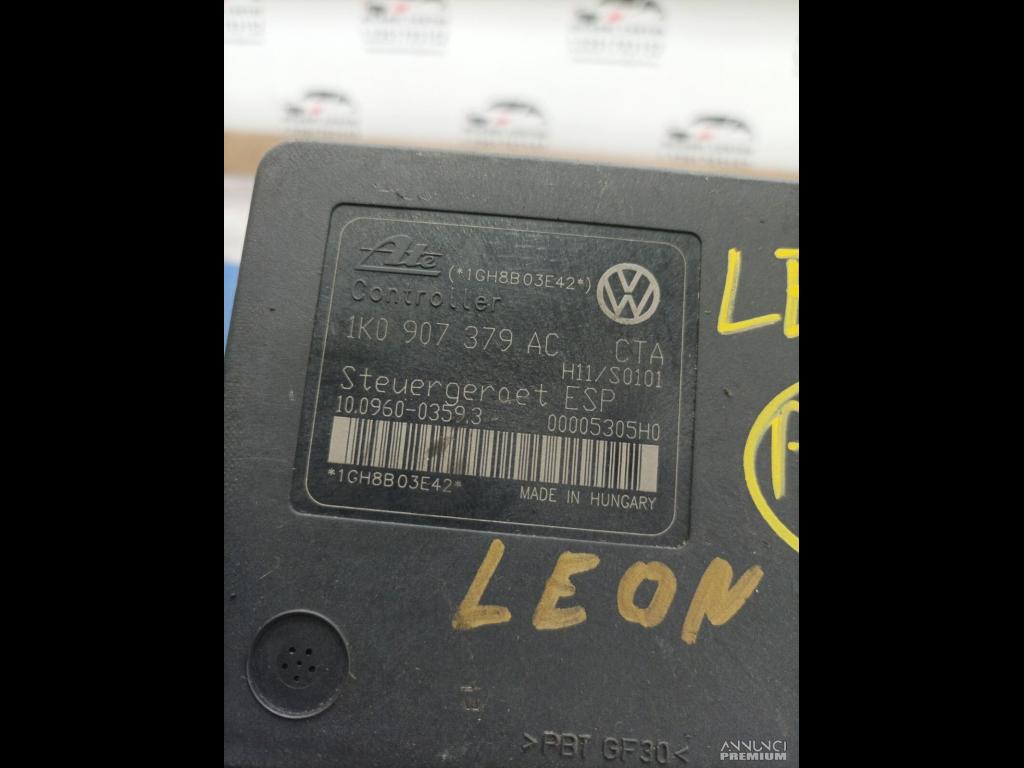 Ate
(*1GH8B03E42*)
Controller
1K0 907 379 AC CTA
H11/S0101
Steuergeraet ESP
10.0960-0359.3 00005305H0
*1GH8B03E42*
MADE IN HUNGARY
LEON
>PBT GF30<
ANNUNCI
PREMIUM